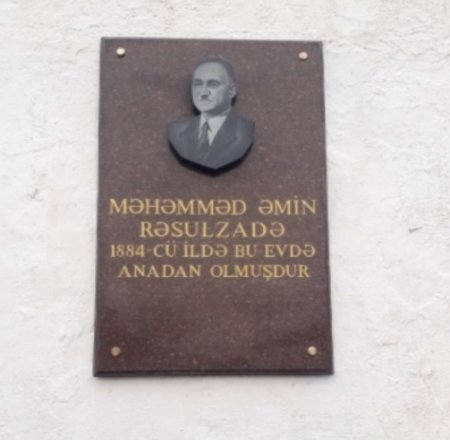 MƏHƏMMƏD ƏMİN
RƏSULZADƏ
1884-CÜ İLDƏ BU EVDƏ
ANADAN OLMUŞDUR